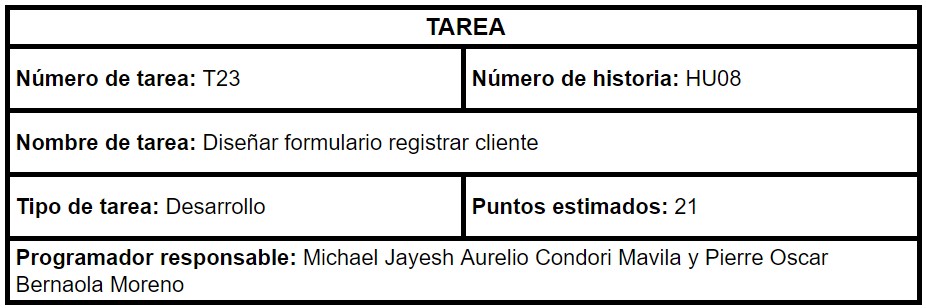 TAREA
Número de tarea: T23
Número de historia: HU08
Nombre de tarea: Diseñar formulario registrar cliente
Tipo de tarea: Desarrollo
Puntos estimados: 21
Programador responsable: Michael Jayesh Aurelio Condori Mavila y Pierre Oscar
Bernaola Moreno